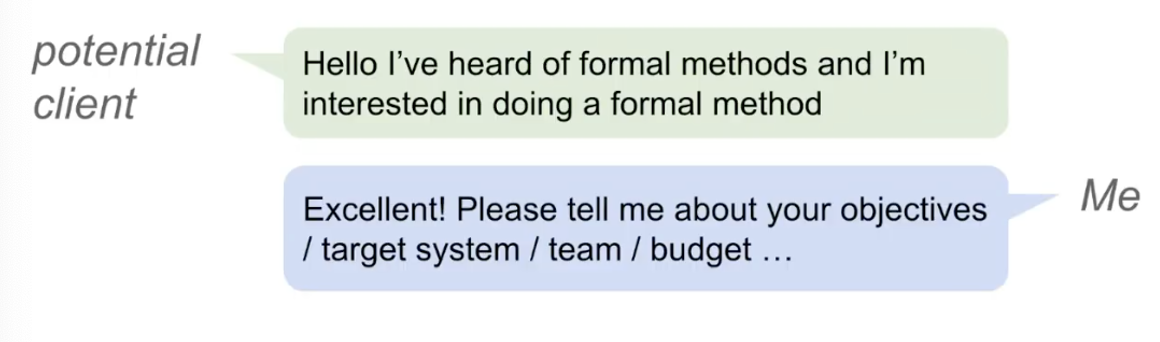 potential
client
Hello I've heard of formal methods and I'm
interested in doing a formal method
Excellent! Please tell me about your objectives
/ target system / team / budget …
Me